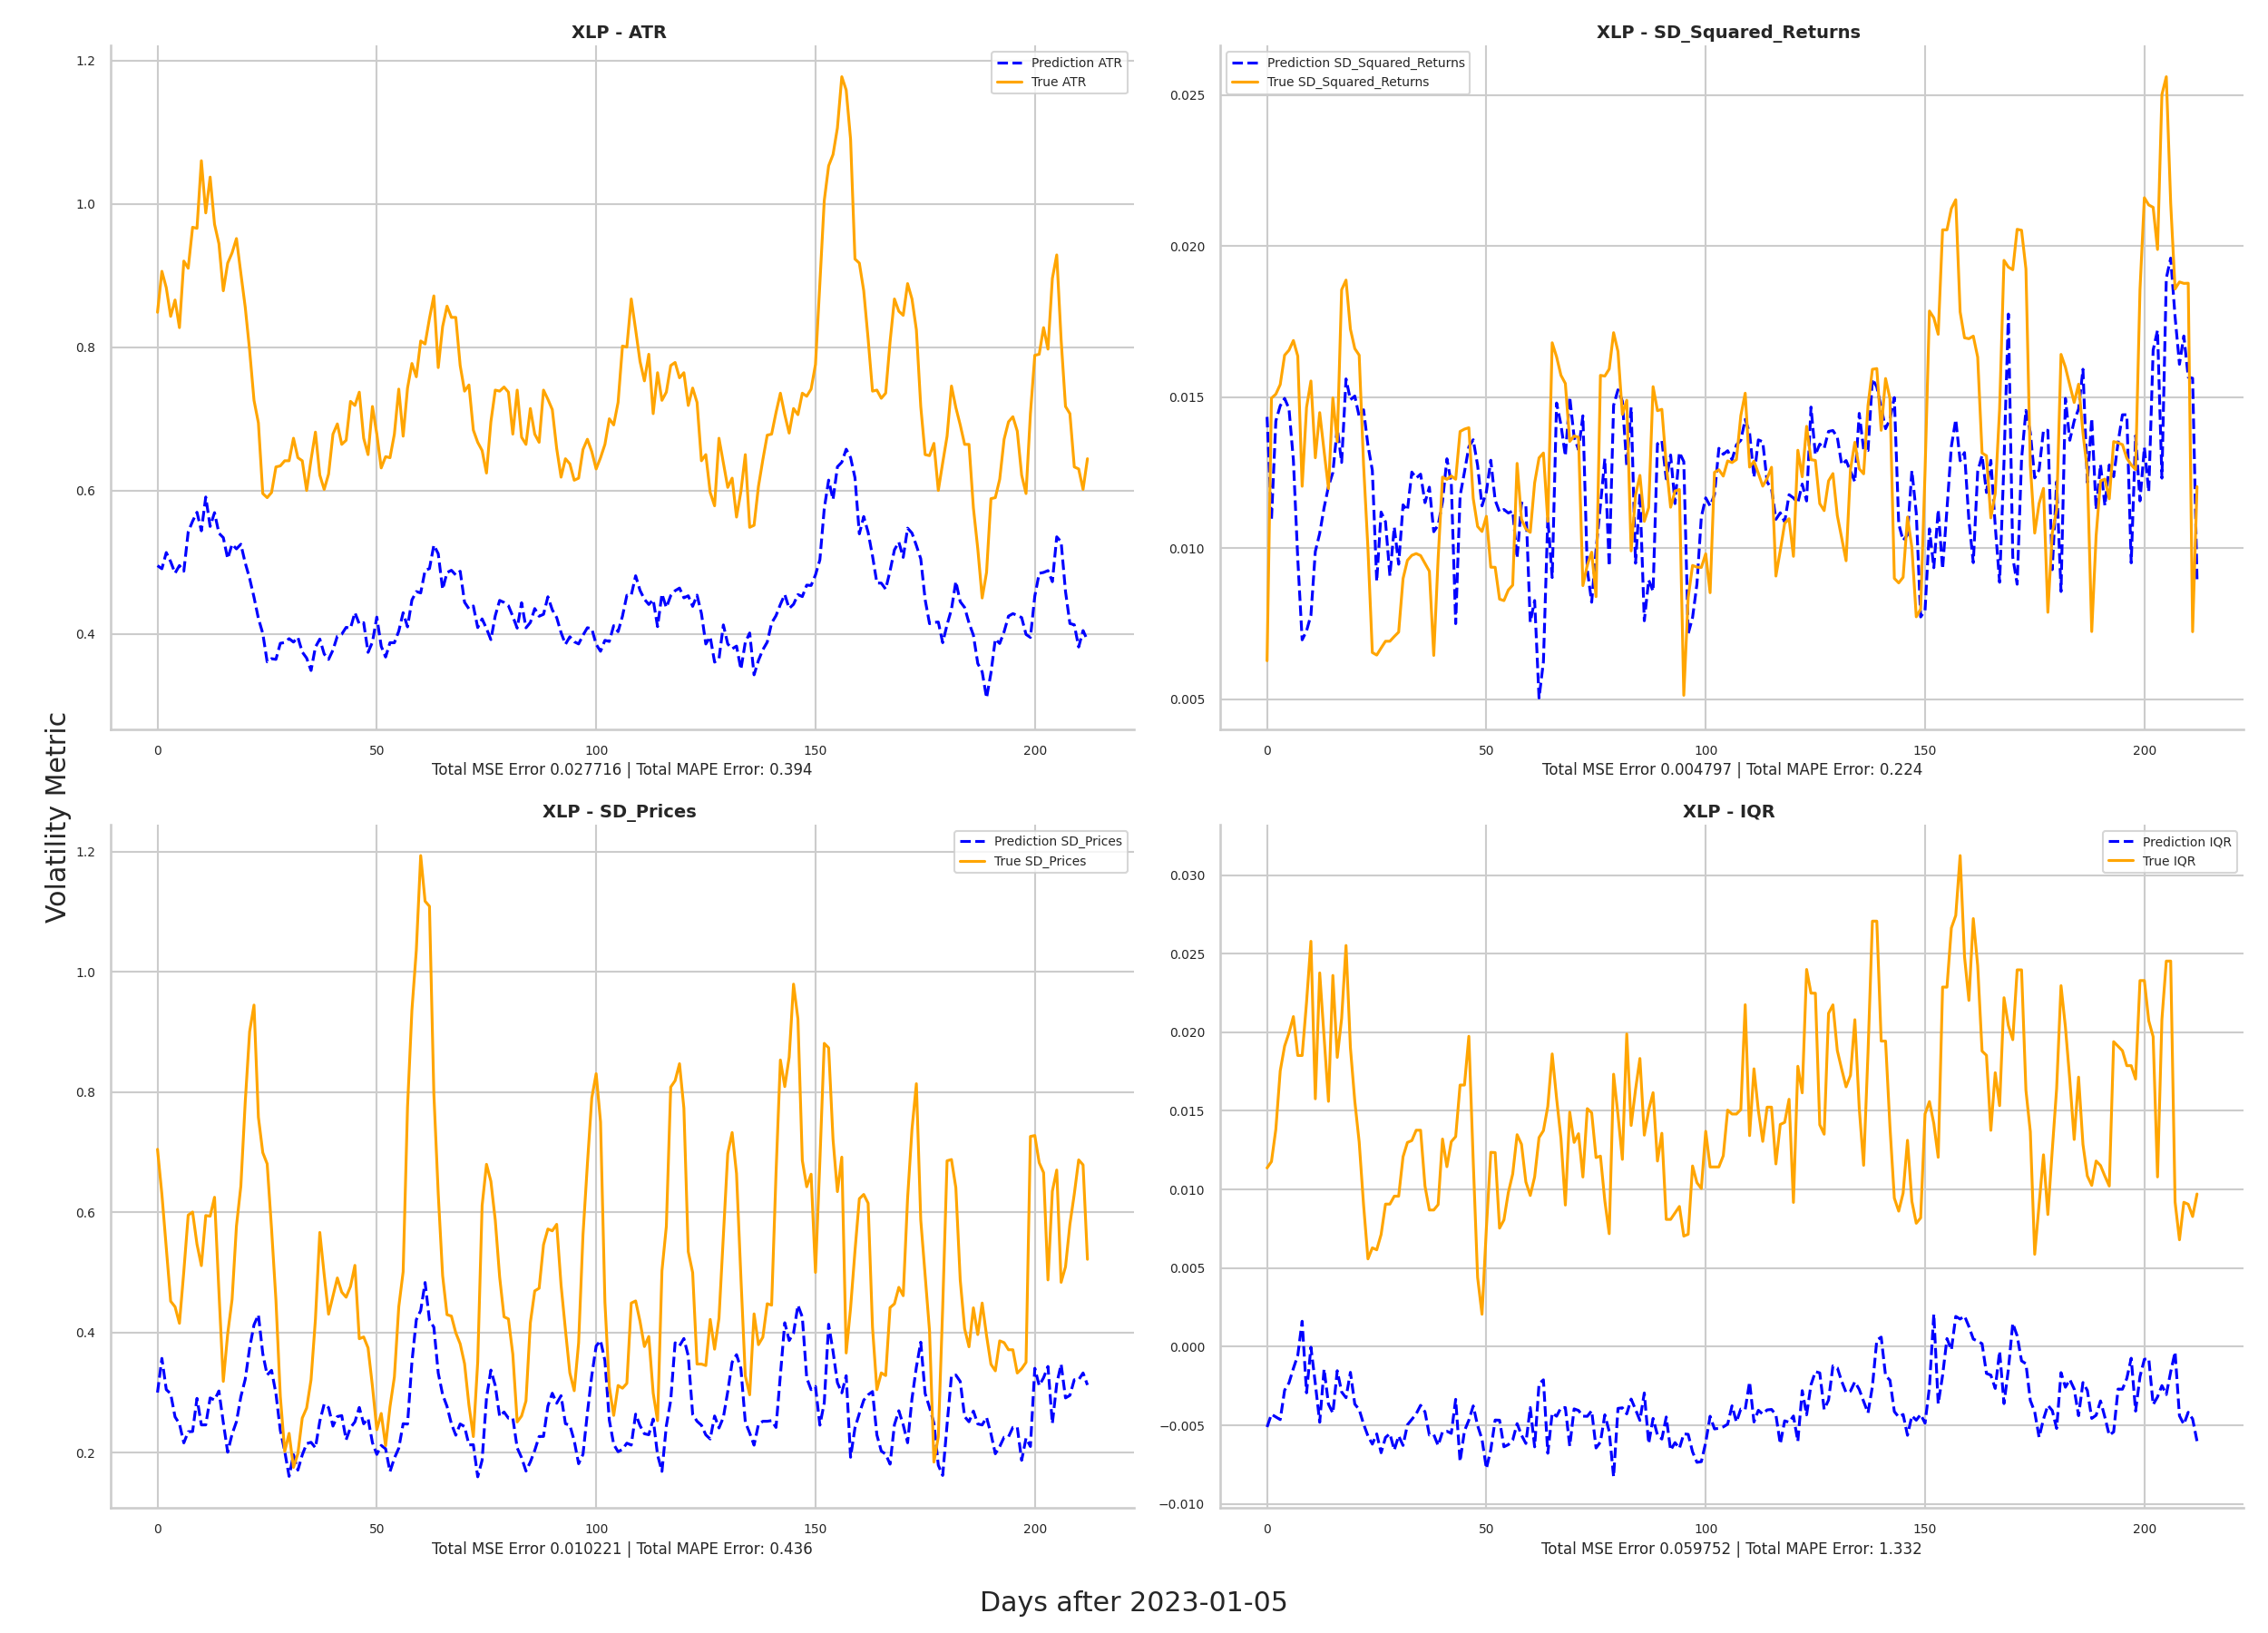 XLP - ATR
1.2
1.0
0.8
0.6
0.4
0
50
100
150
200
Prediction ATR
True ATR
Total MSE Error 0.027716 | Total MAPE Error: 0.394
XLP - SD_Squared_Returns
0.025
0.020
0.015
0.010
0.005
0
50
100
150
200
Prediction SD_Squared_Returns
True SD_Squared_Returns
Total MSE Error 0.004797 | Total MAPE Error: 0.224
Volatility Metric
XLP - SD_Prices
1.2
1.0
0.8
0.6
0.4
0.2
0
50
100
150
200
Prediction SD_Prices
True SD_Prices
Total MSE Error 0.010221 | Total MAPE Error: 0.436
XLP - IQR
0.030
0.025
0.020
0.015
0.010
0.005
0.000
−0.005
−0.010
0
50
100
150
200
Prediction IQR
True IQR
Total MSE Error 0.059752 | Total MAPE Error: 1.332
Days after 2023-01-05